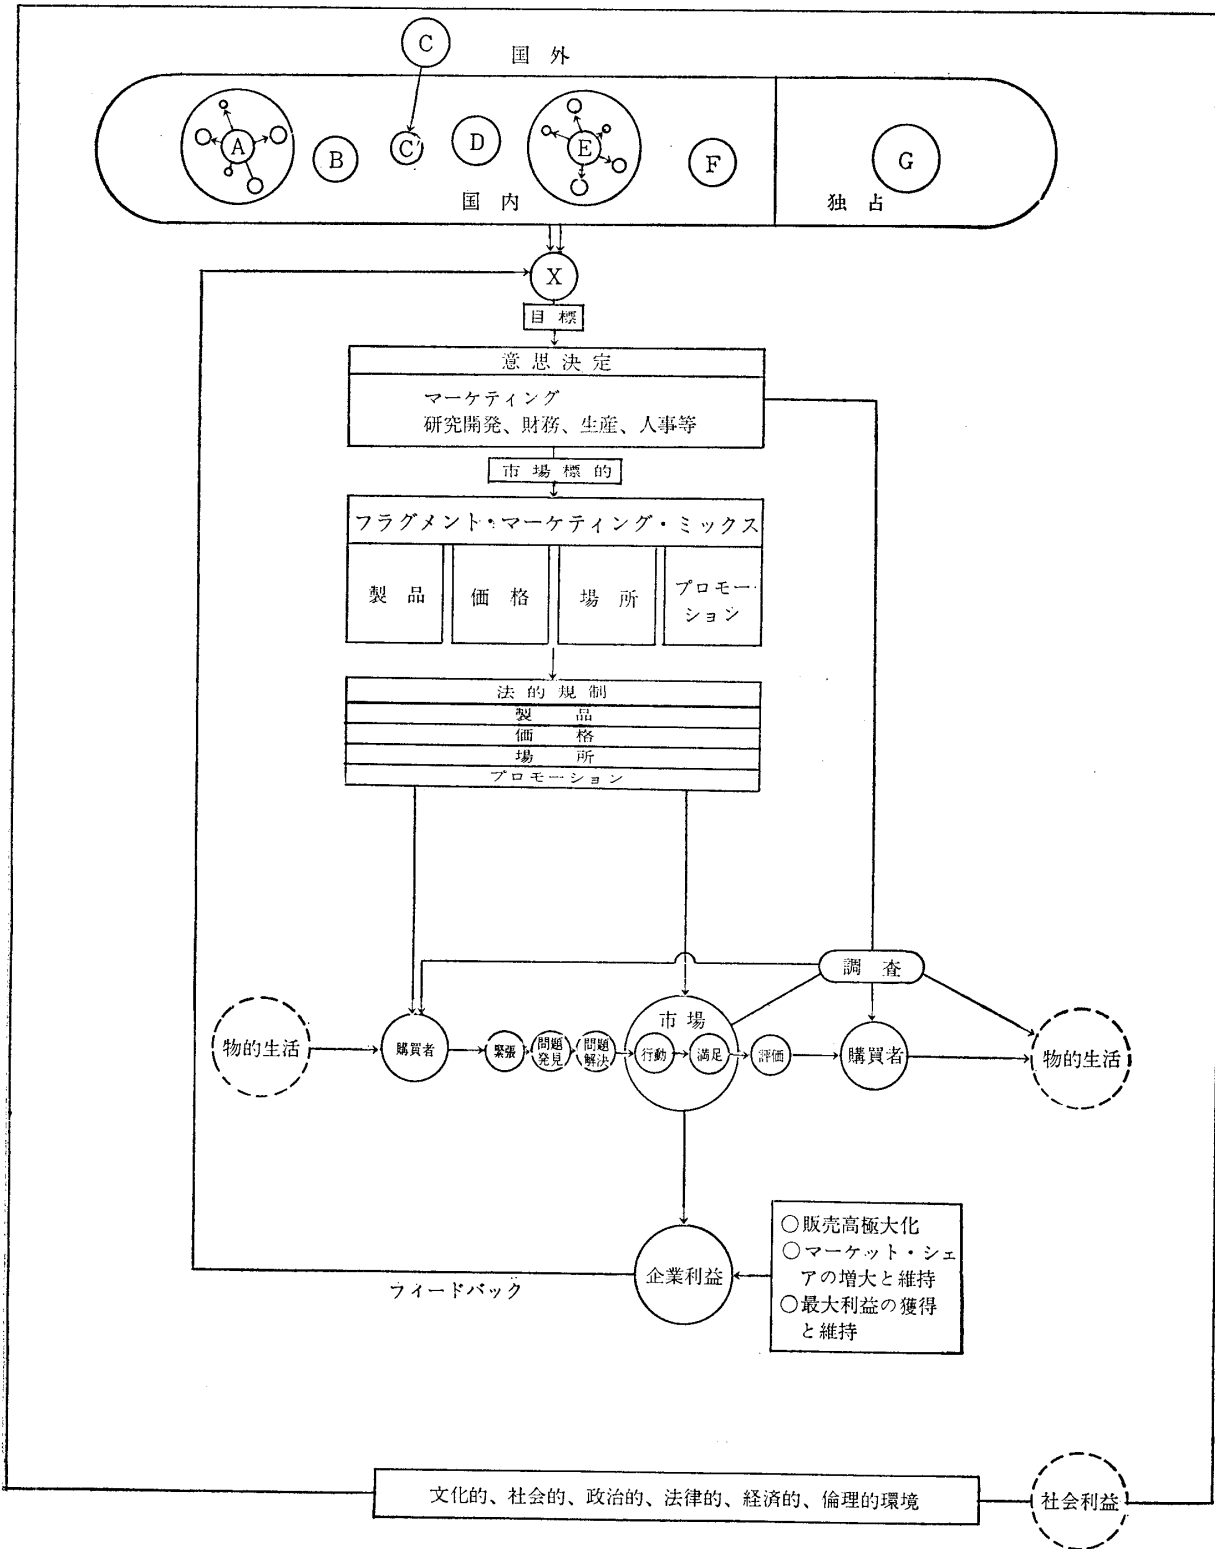 C
国外
A
B
C′
D
E
F
G
国内
独占
X
目標
意思決定
マーケティング
研究開発、財務、生産、人事等
市場標的
フラグメント・マーケティング・ミックス
製品
価格
場所
プロモー
ション
法的規制
製品
価格
場所
プロモーション
調査
物的生活
購買者
緊張
問題
発見
問題
解決
市場
行動
満足
評価
購買者
物的生活
企業利益
○販売高極大化
○マーケット・シェ
アの増大と維持
○最大利益の獲得
と維持
フィードバック
文化的、社会的、政治的、法律的、経済的、倫理的環境
社会利益